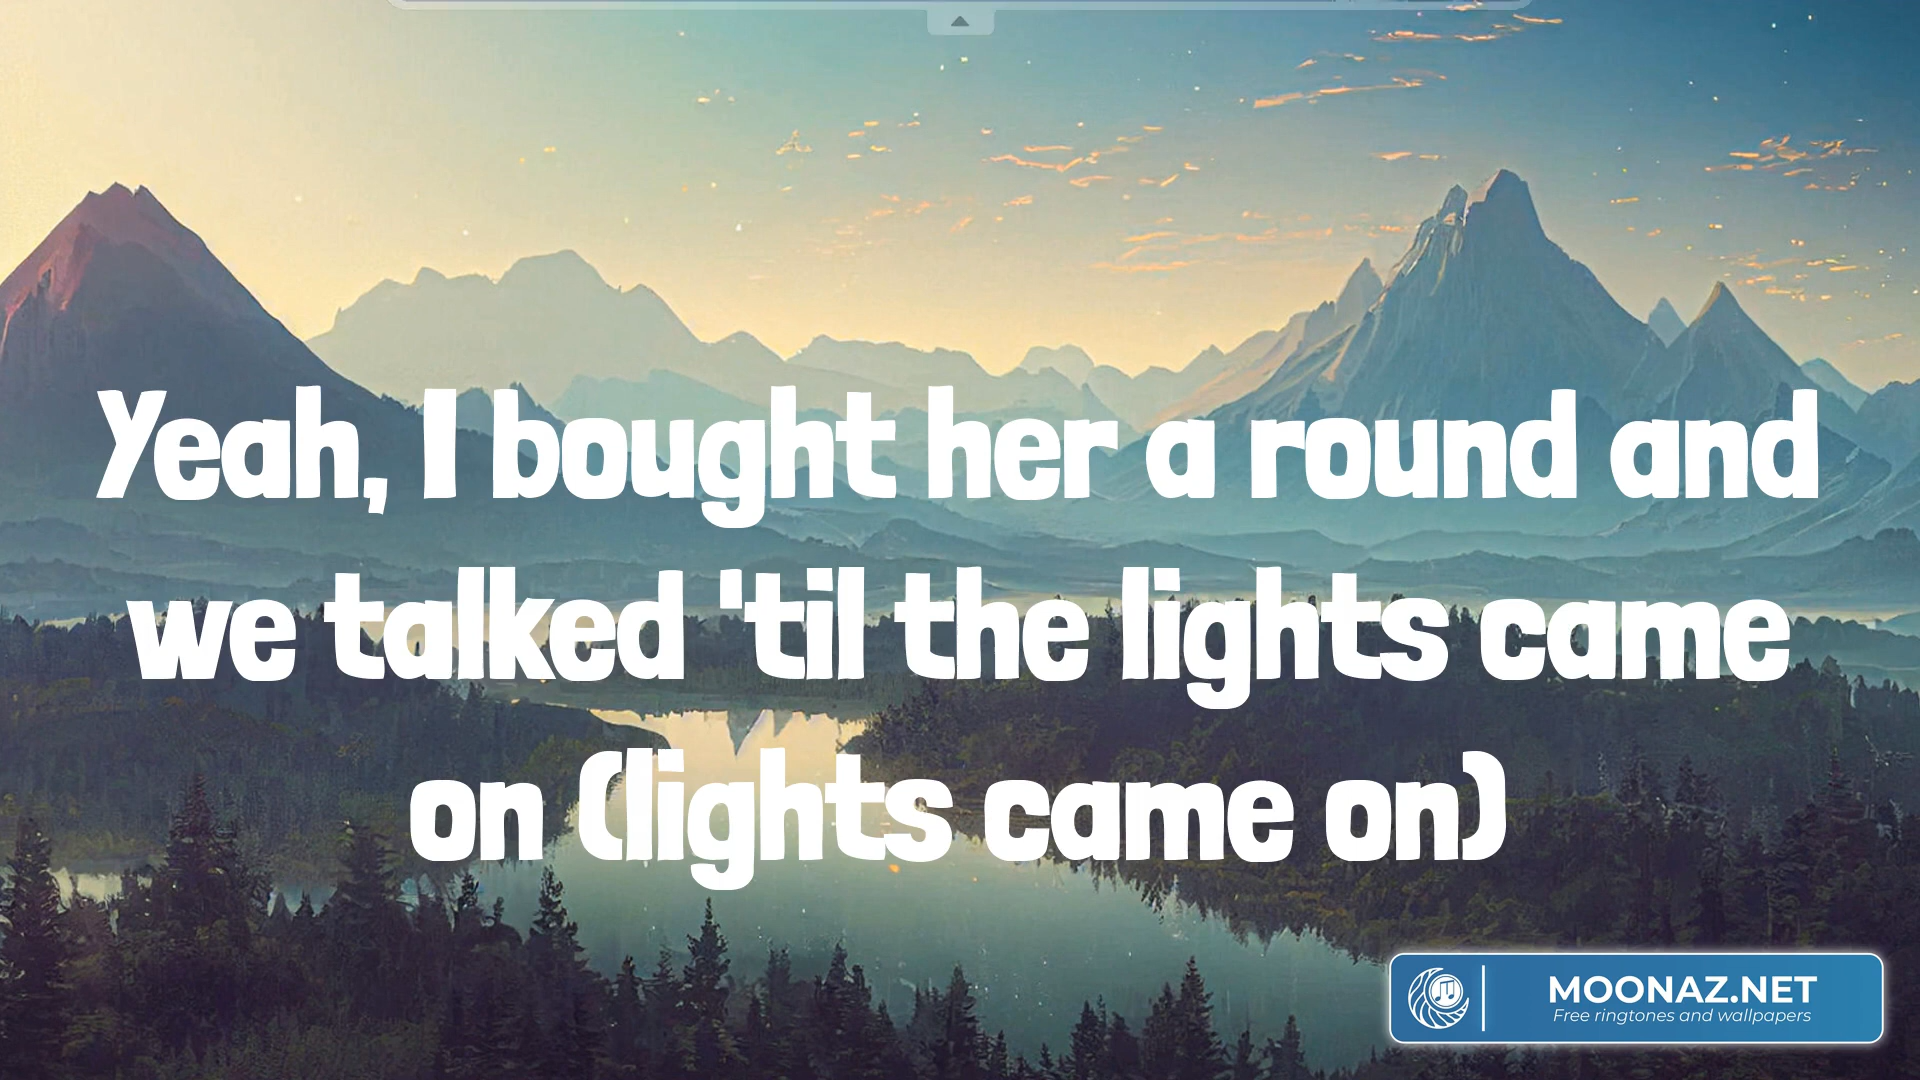 Yeah, I bought her a round and
we talked 'til the lights came
on (lights came on)
MOONAZ.NET
Free ringtones and wallpapers